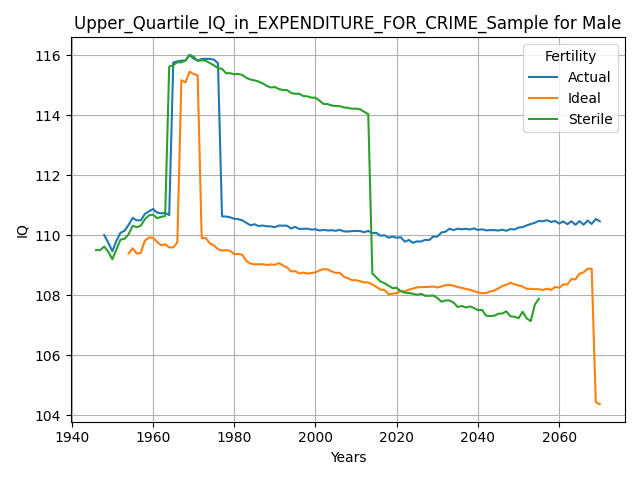 Upper_Quartile_IQ_in_EXPENDITURE_FOR_CRIME_Sample for Male
Fertility
Actual
Ideal
Sterile
IQ
116
114
112
110
108
106
104
1940
1960
1980
2000
2020
2040
2060
Years